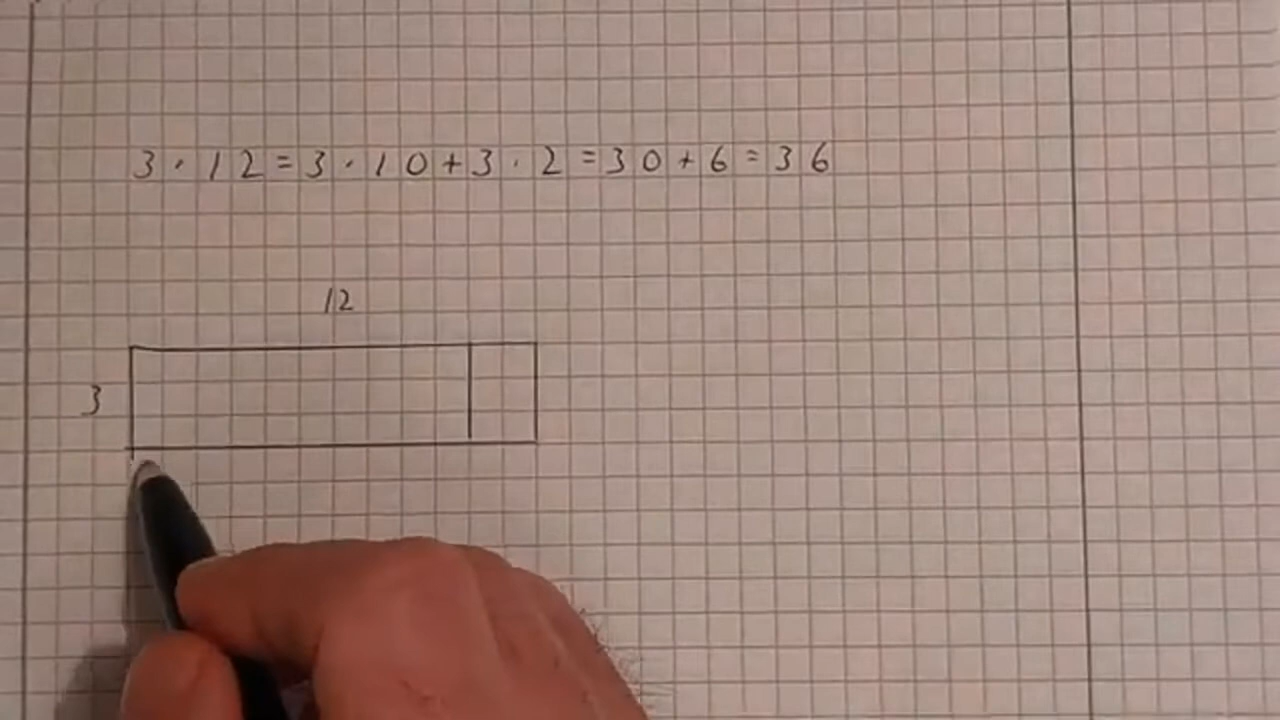 3 · 12 = 3 · 10 + 3 · 2 = 30 + 6 = 36
12
3